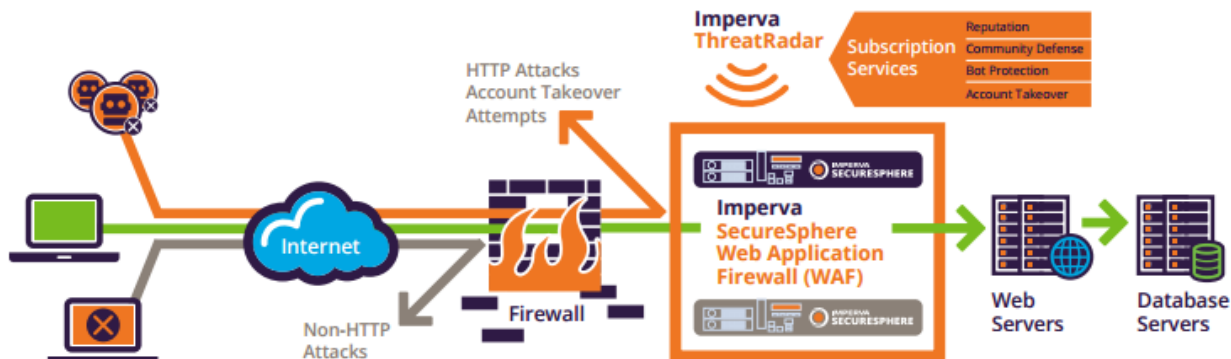 Imperva
ThreatRadar
Subscription
Services
Reputation
Community Defense
Bot Protection
Account Takeover
HTTP Attacks
Account Takeover
Attempts
IMPERVA
SECURESPHERE
Internet
Imperva
SecureSphere
Web Application
Firewall (WAF)
Firewall
IMPERVA
SECURESPHERE
Non-HTTP
Attacks
Web
Servers
Database
Servers